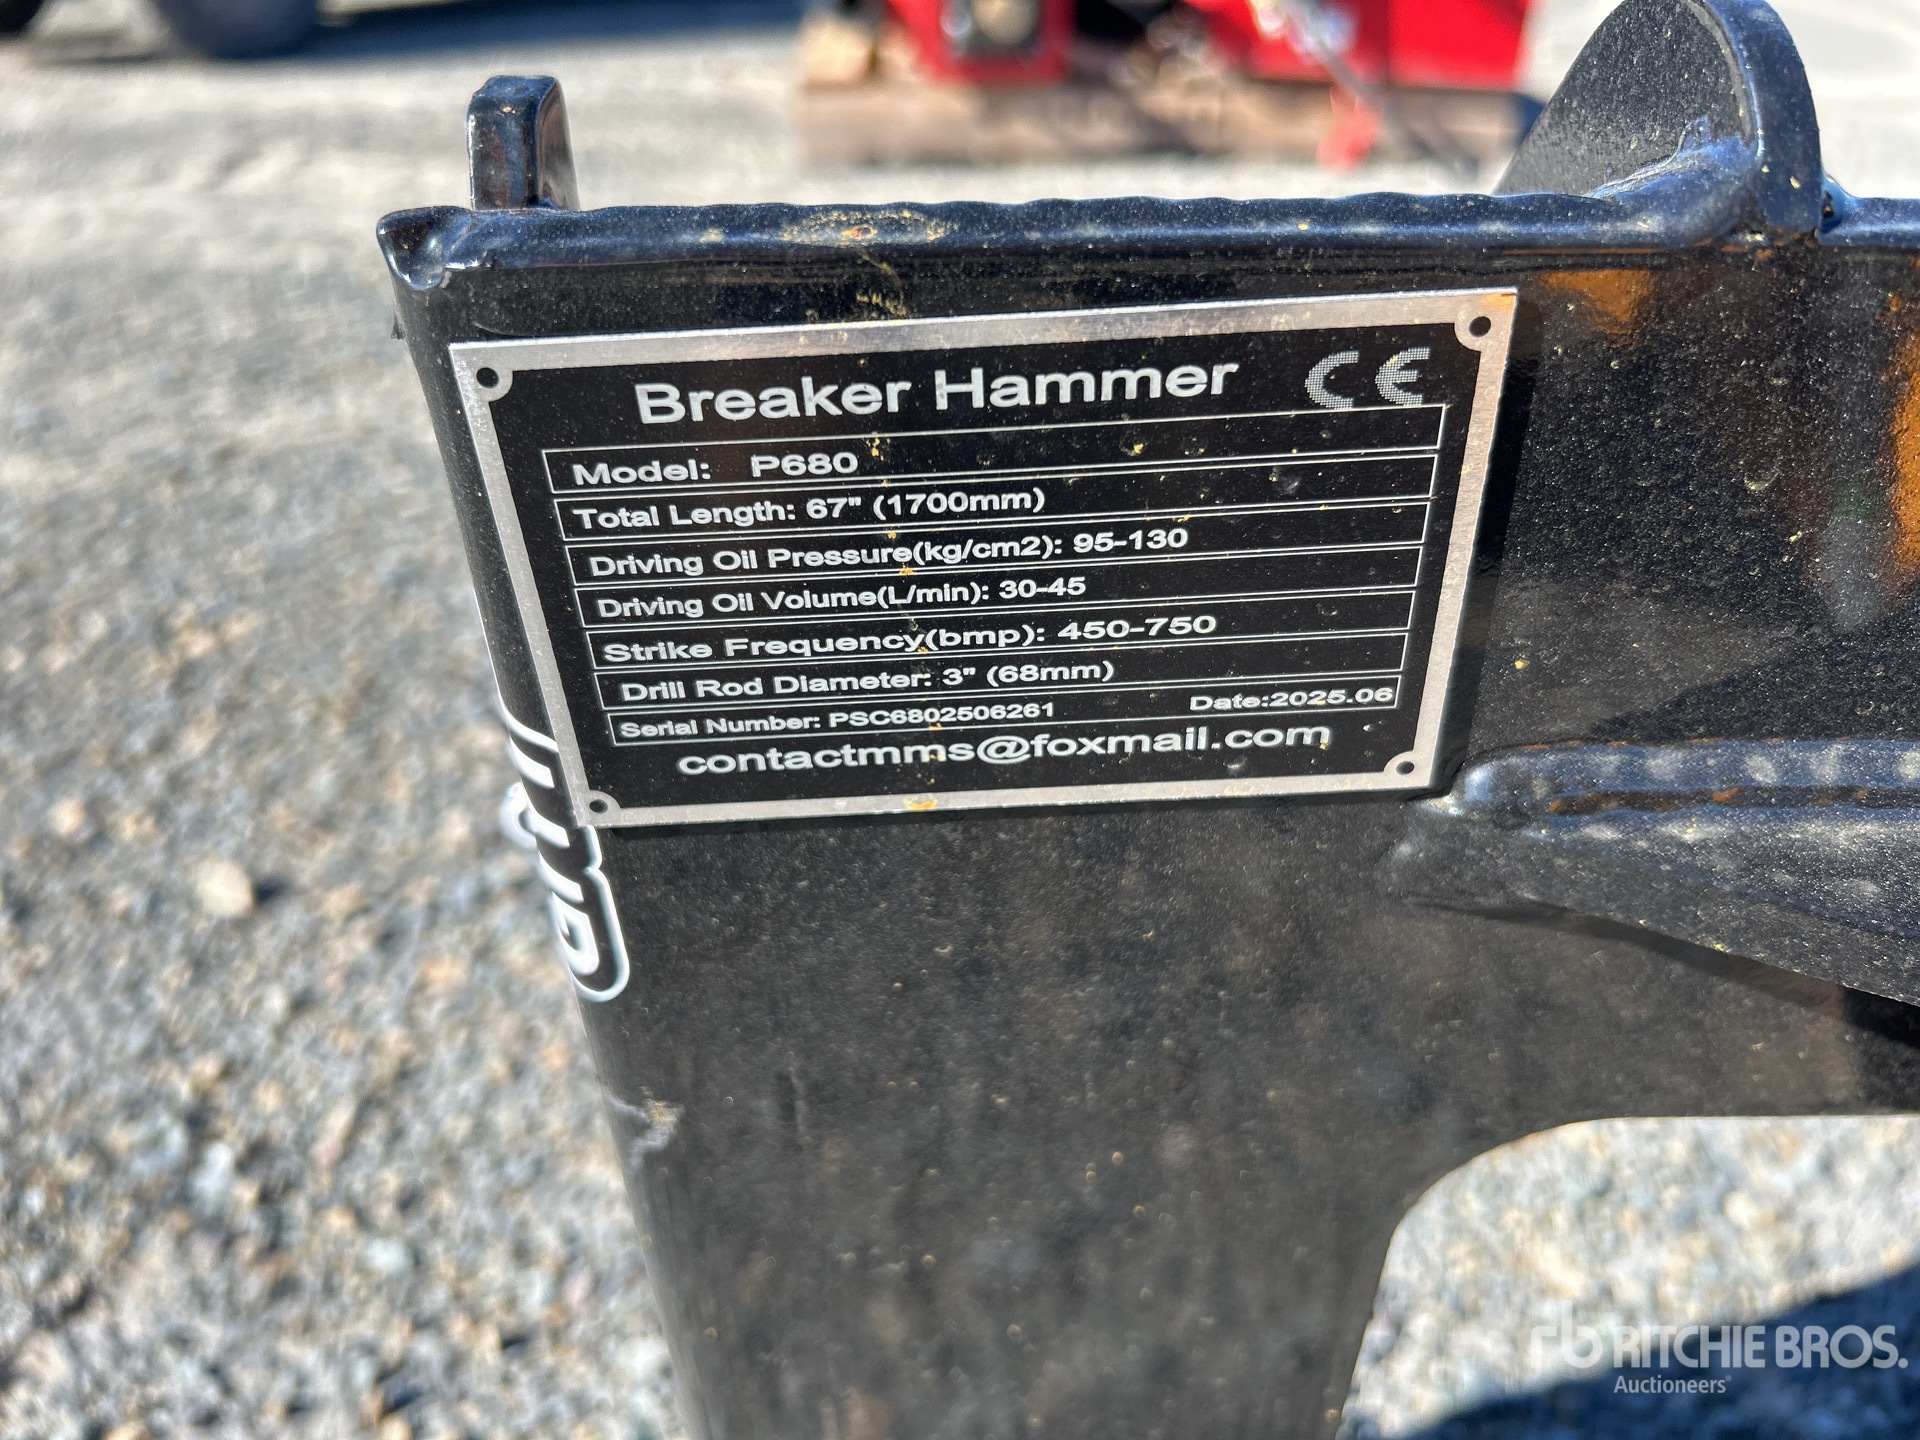 Breaker Hammer CE
Model: P680
Total Length: 67" (1700mm)
Driving Oil Pressure(kg/cm2): 95-130
Driving Oil Volume(L/min): 30-45
Strike Frequency(bmp): 450-750
Drill Rod Diameter: 3" (68mm)
Serial Number: PSC6802506261 Date:2025.06
contactmms@foxmail.com
rb RITCHIE BROS.
Auctioneers